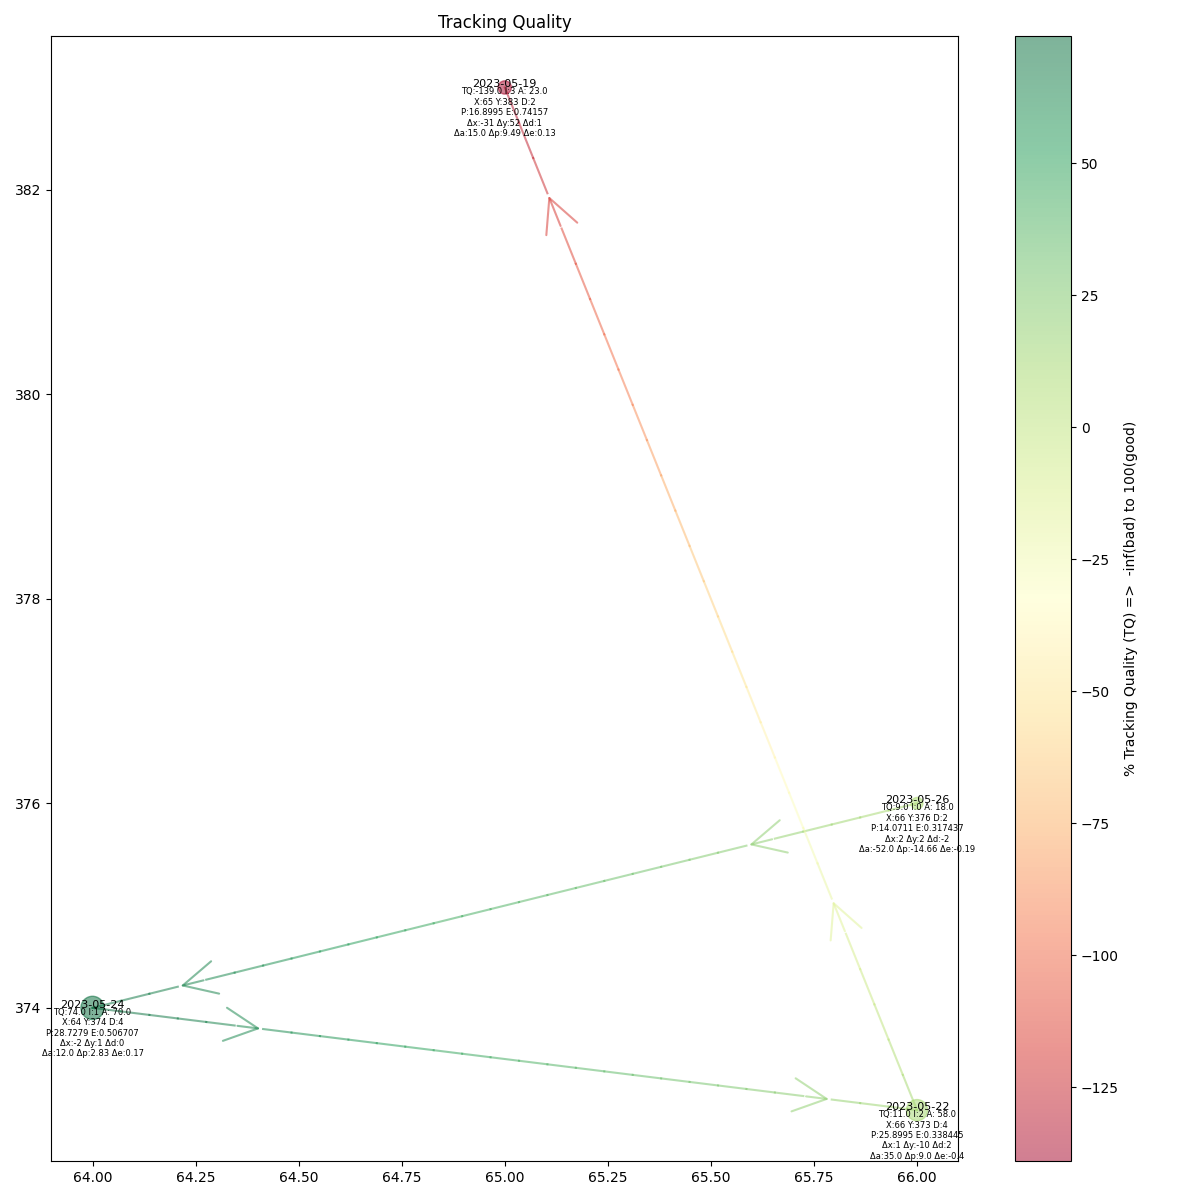 Tracking Quality
2023-05-19
TQ:-139.0 I:3 A: 23.0
X:65 Y:383 D:2
P:16.8995 E:0.74157
Δx:-31 Δy:52 Δd:1
Δa:15.0 Δp:9.49 Δe:0.13
2023-05-26
TQ:9.0 I:0 A: 18.0
X:66 Y:376 D:2
P:14.0711 E:0.317437
Δx:2 Δy:2 Δd:-2
Δa:-52.0 Δp:-14.66 Δe:-0.19
2023-05-24
TQ:74.0 I:1 A: 70.0
X:64 Y:374 D:4
P:28.7279 E:0.506707
Δx:-2 Δy:1 Δd:0
Δa:12.0 Δp:2.83 Δe:0.17
2023-05-22
TQ:11.0 I:2 A: 58.0
X:66 Y:373 D:4
P:25.8995 E:0.338445
Δx:1 Δy:-10 Δd:2
Δa:35.0 Δp:9.0 Δe:-0.4
382
380
378
376
374
64.00 64.25 64.50 64.75 65.00 65.25 65.50 65.75 66.00
50
25
0
−25
−50
−75
−100
−125
% Tracking Quality (TQ) => -inf(bad) to 100(good)